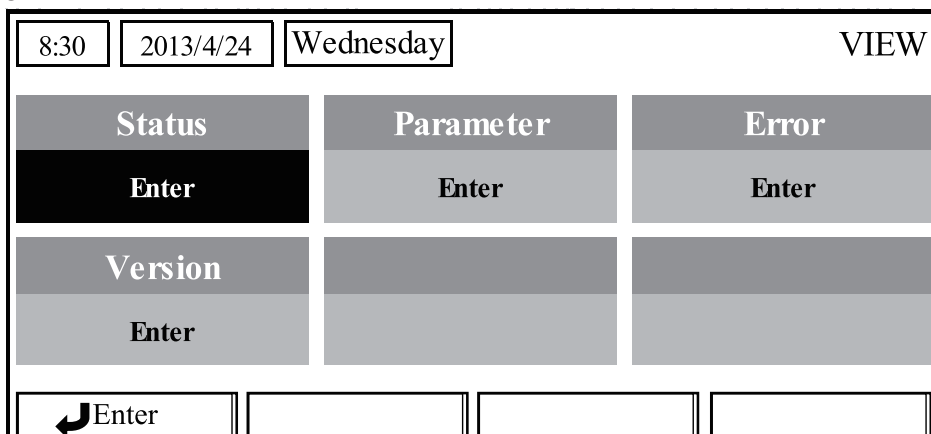 8:30 2013/4/24 Wednesday VIEW
Status Parameter Error
Enter Enter Enter
Version
Enter
Enter